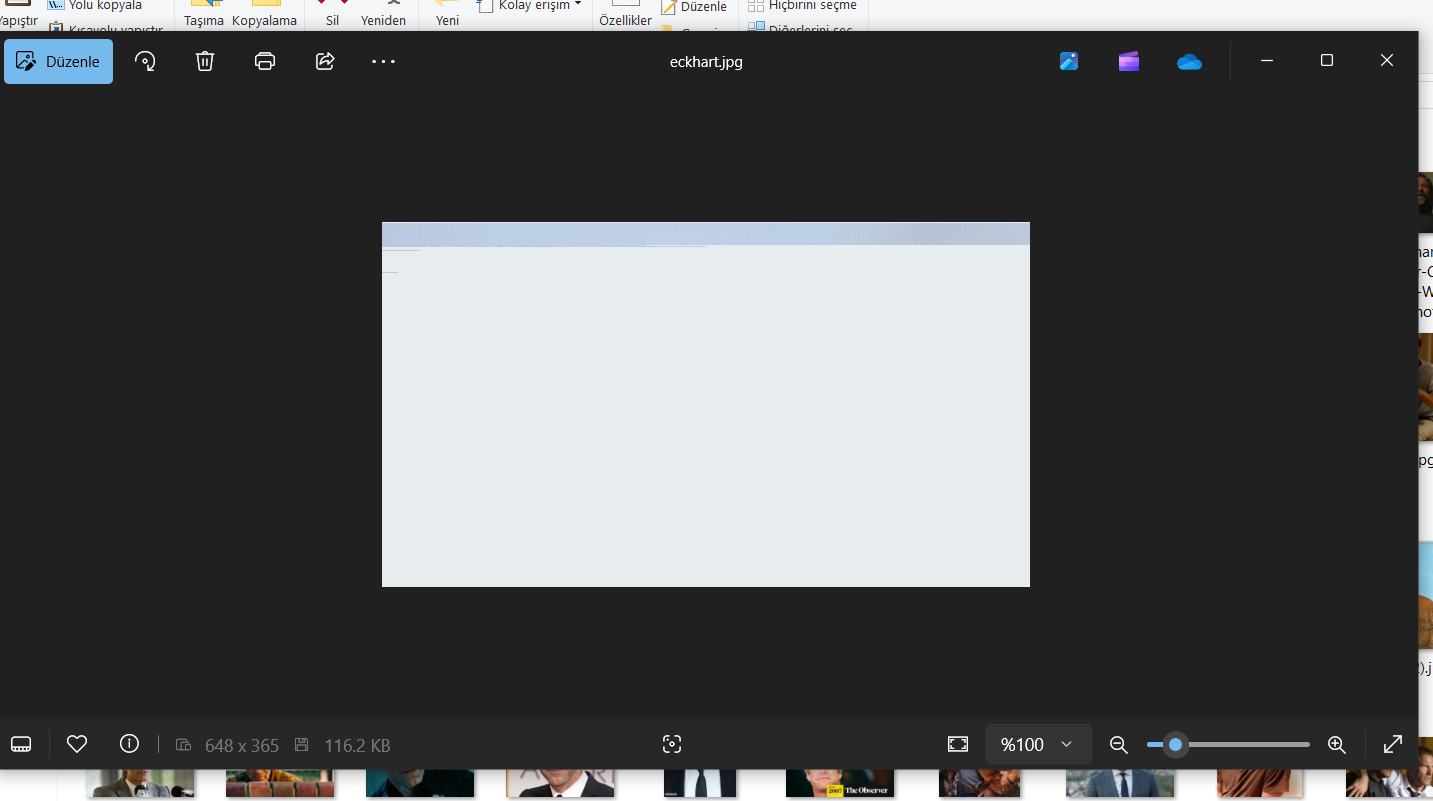 Yolu kopyala
Kolay erişim
Düzenle
Hiçbirini seçme
Yapıştır
Taşıma
Kopyalama
Sil
Yeniden
Yeni
Özellikler
Kısayolu yapıştır
Diğerlerini seç
Düzenle
eckhart.jpg
648 x 365
116.2 KB
%100
2007 The Observer